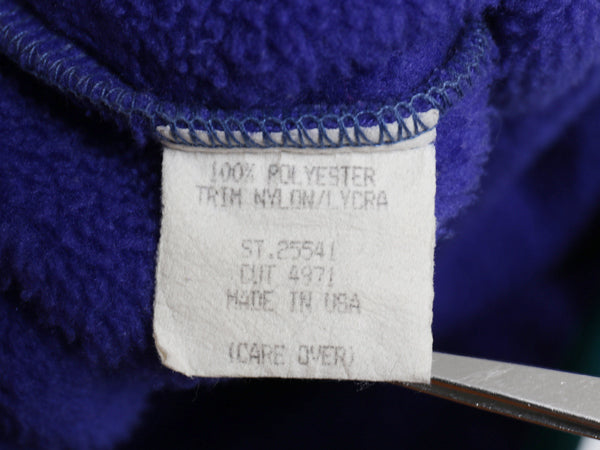 100% POLYESTER
TRIM NYLON/LYCRA
ST.25541
CUT 4971
MADE IN USA
(CARE OVER)